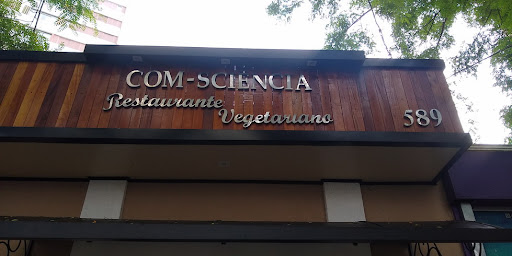 COM-SCIENCIA
Restaurante
Vegetariano
589